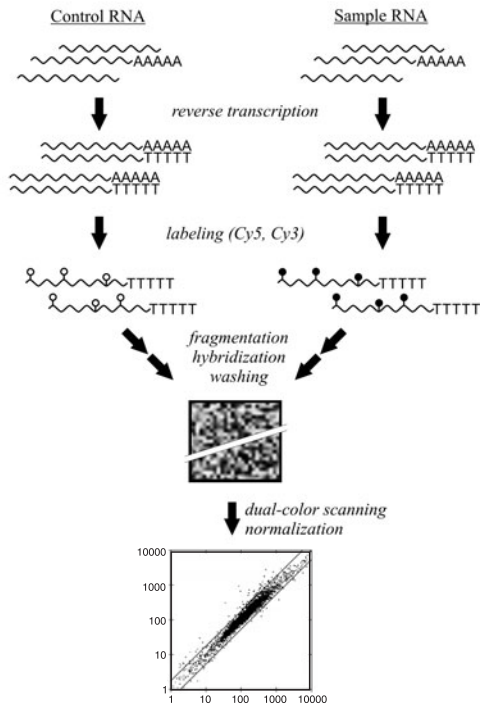 Control RNA
Sample RNA
AAAAA
AAAAA
reverse transcription
AAAAA
TTTTT
AAAAA
TTTTT
AAAAA
TTTTT
AAAAA
TTTTT
labeling (Cy5, Cy3)
TTTTT
TTTTT
TTTTT
TTTTT
fragmentation
hybridization
washing
dual-color scanning
normalization
10000
1000
100
10
1
1 10 100 1000 10000